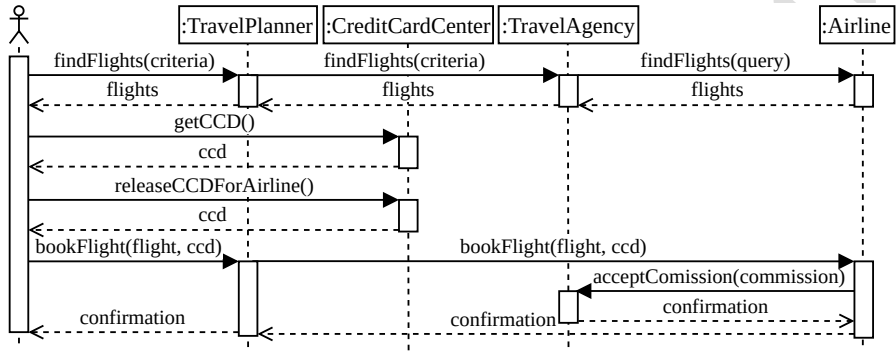 :TravelPlanner :CreditCardCenter :TravelAgency :Airline
findFlights(criteria) findFlights(criteria) findFlights(query)
flights flights flights
getCCD()
ccd
releaseCCDForAirline()
ccd
bookFlight(flight, ccd) bookFlight(flight, ccd)
acceptComission(commission)
confirmation
confirmation confirmation